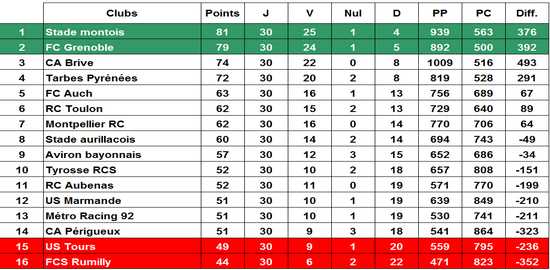 Clubs Points J V Nul D PP PC Diff.
1 Stade montois 81 30 25 1 4 939 563 376
2 FC Grenoble 79 30 24 1 5 892 500 392
3 CA Brive 74 30 22 0 8 1009 516 493
4 Tarbes Pyrénées 72 30 20 2 8 819 528 291
5 FC Auch 63 30 16 1 13 756 689 67
6 RC Toulon 62 30 15 2 13 729 640 89
7 Montpellier RC 62 30 16 0 14 770 706 64
8 Stade aurillacois 60 30 14 2 14 694 743 -49
9 Aviron bayonnais 57 30 12 3 15 652 686 -34
10 Tyrosse RCS 52 30 10 2 18 657 808 -151
11 RC Aubenas 52 30 11 0 19 571 770 -199
12 US Marmande 51 30 10 1 19 639 849 -210
13 Métro Racing 92 51 30 10 1 19 530 741 -211
14 CA Périgueux 51 30 9 3 18 541 864 -323
15 US Tours 49 30 9 1 20 559 795 -236
16 FCS Rumilly 44 30 6 2 22 471 823 -352